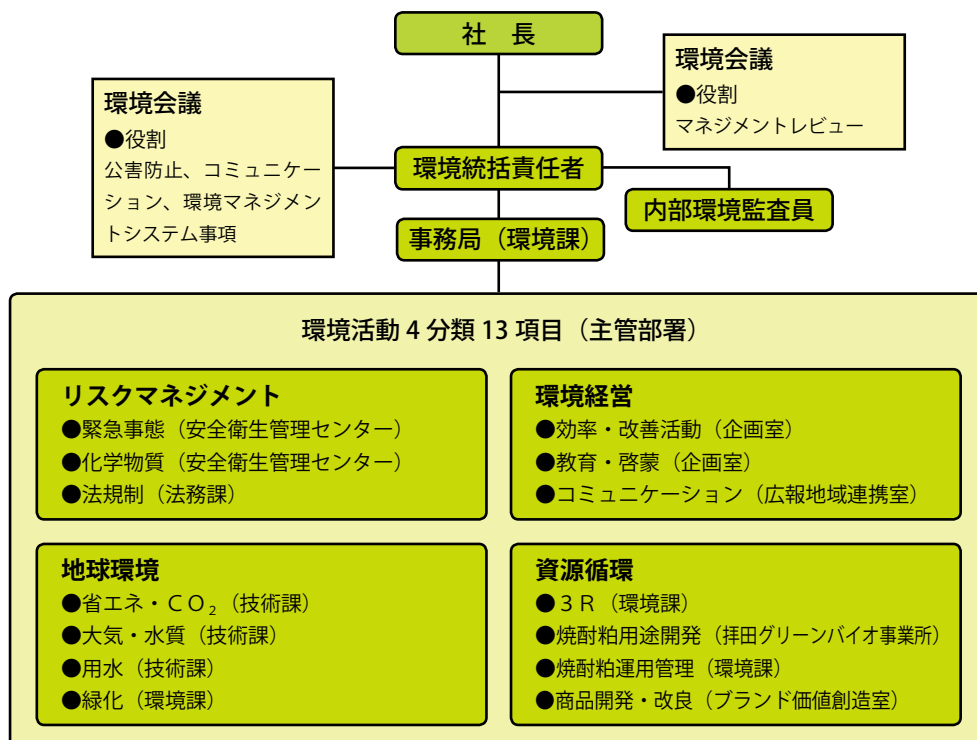 社　長
環境会議
●役割
マネジメントレビュー
環境会議
●役割
公害防止、コミュニケー
ション、環境マネジメン
トシステム事項
環境統括責任者
内部環境監査員
事務局（環境課）
環境活動 4 分類 13 項目（主管部署）
リスクマネジメント
●緊急事態（安全衛生管理センター）
●化学物質（安全衛生管理センター）
●法規制（法務課）
環境経営
●効率・改善活動（企画室）
●教育・啓蒙（企画室）
●コミュニケーション（広報地域連携室）
地球環境
●省エネ・ＣＯ₂（技術課）
●大気・水質（技術課）
●用水（技術課）
●緑化（環境課）
資源循環
●３Ｒ（環境課）
●焼酎粕用途開発（拝田グリーンバイオ事業所）
●焼酎粕運用管理（環境課）
●商品開発・改良（ブランド価値創造室）